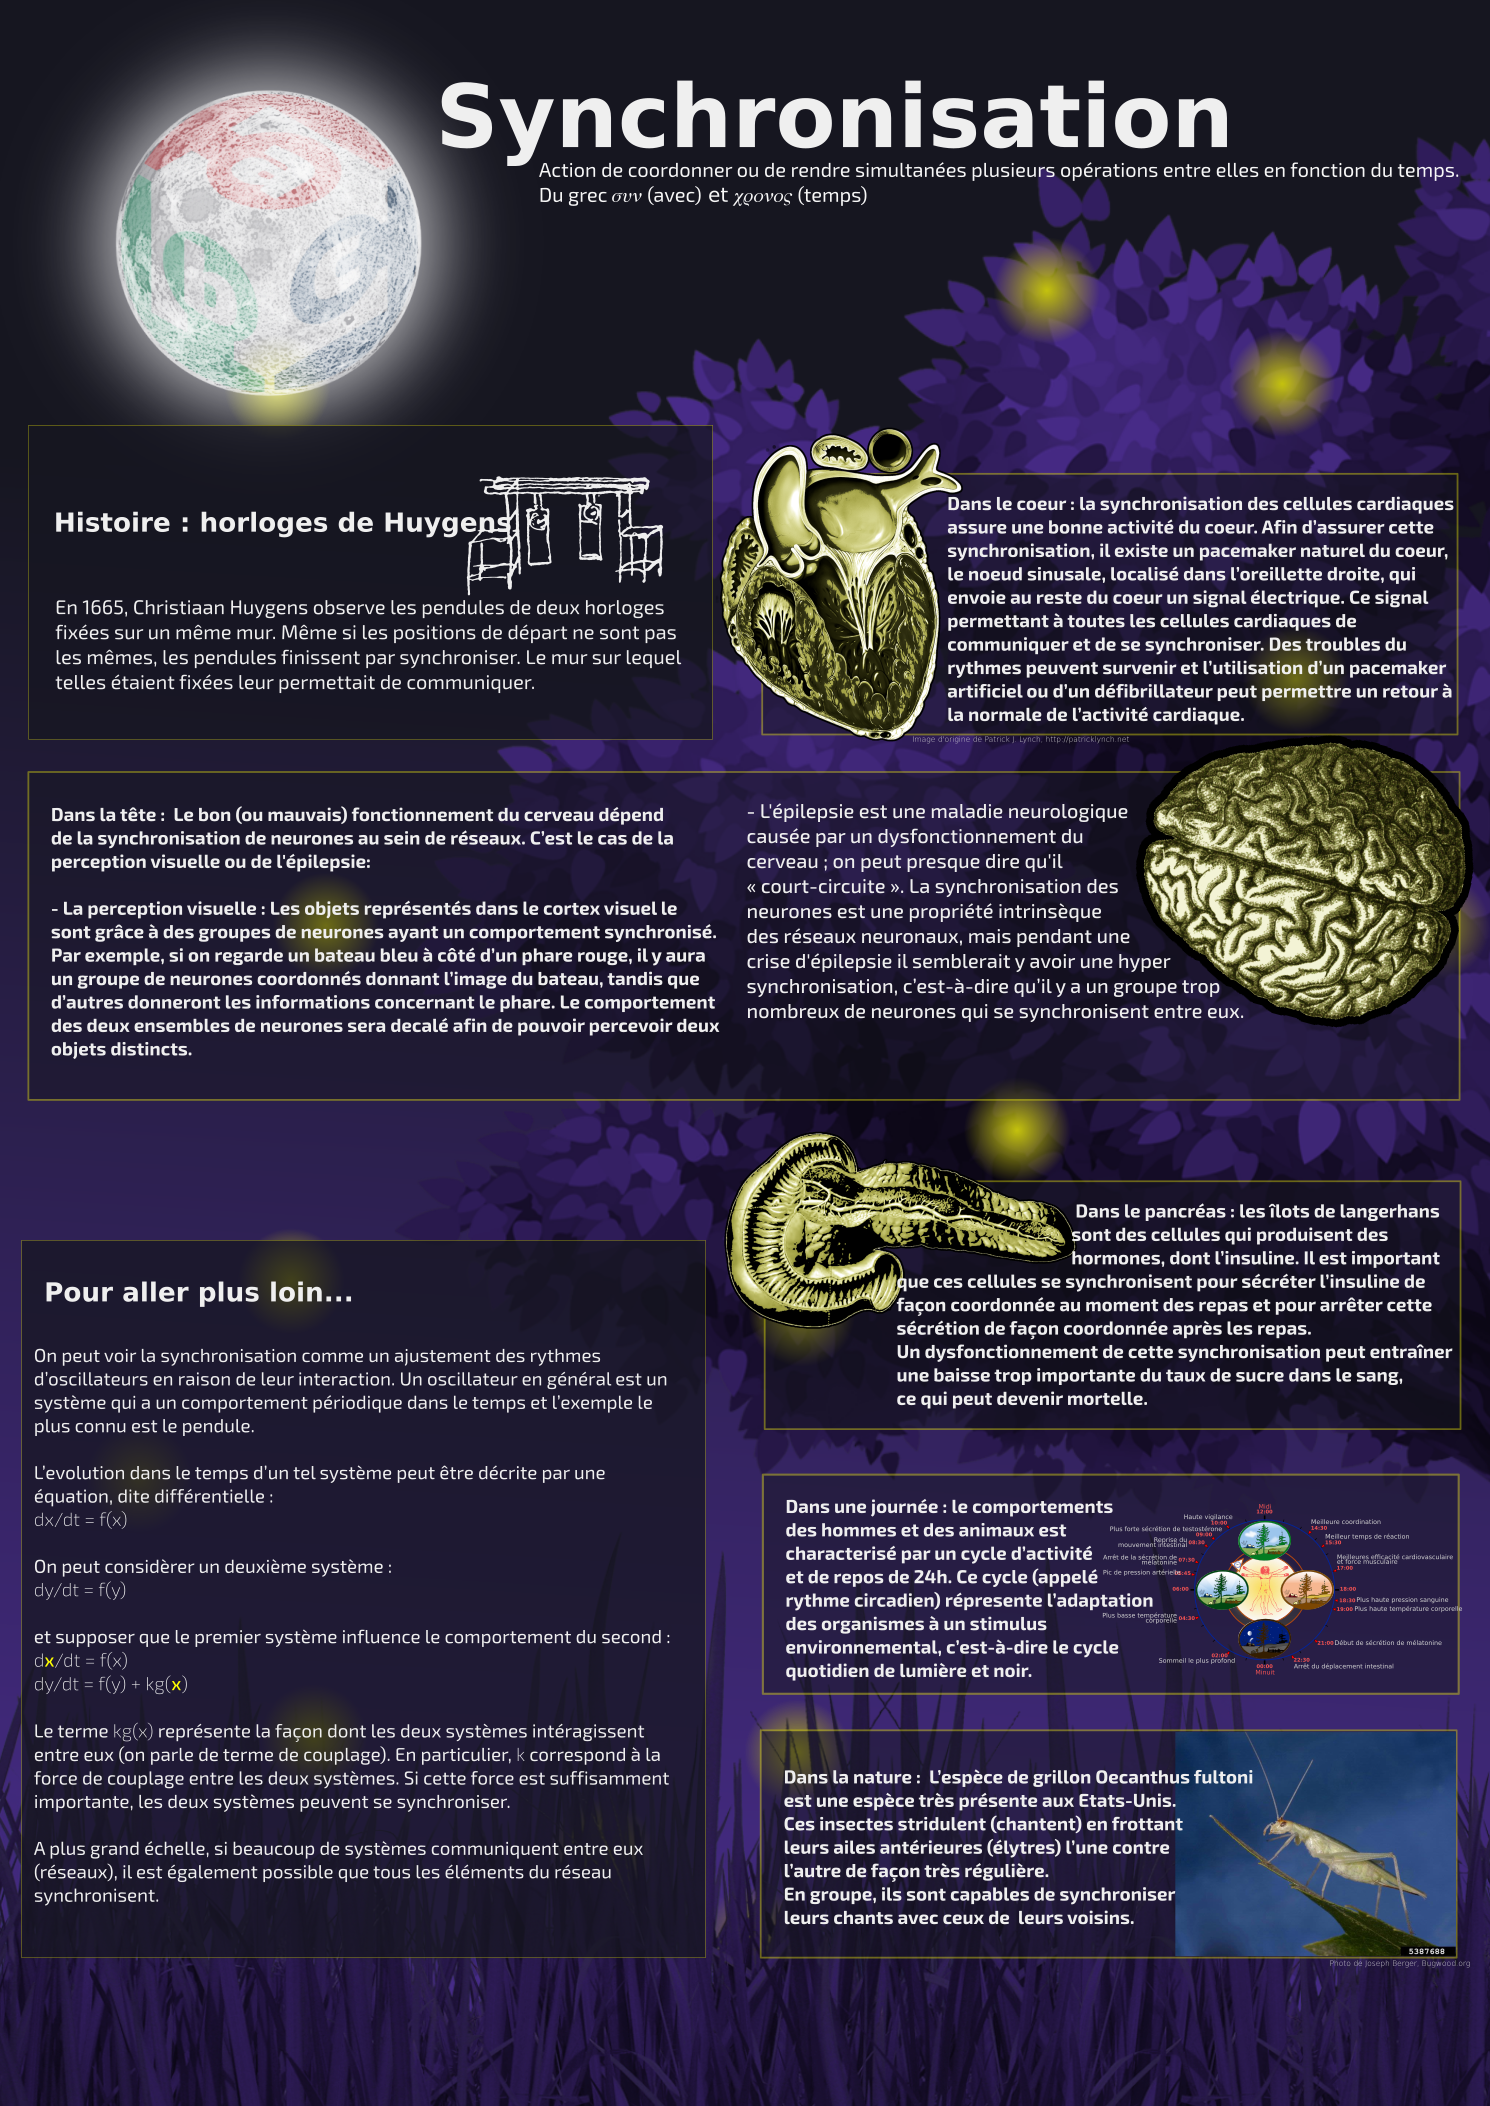 Synchronisation
Action de coordonner ou de rendre simultanées plusieurs opérations entre elles en fonction du temps.
Du grec συν (avec) et χρονος (temps)
Histoire : horloges de Huygens
En 1665, Christiaan Huygens observe les pendules de deux horloges
fixées sur un même mur. Même si les positions de départ ne sont pas
les mêmes, les pendules finissent par synchroniser. Le mur sur lequel
telles étaient fixées leur permettait de communiquer.
Dans le coeur : la synchronisation des cellules cardiaques
assure une bonne activité du coeur. Afin d’assurer cette
synchronisation, il existe un pacemaker naturel du coeur,
le noeud sinusale, localisé dans l’oreillette droite, qui
envoie au reste du coeur un signal électrique. Ce signal
permettant à toutes les cellules cardiaques de
communiquer et de se synchroniser. Des troubles du
rythmes peuvent survenir et l’utilisation d’un pacemaker
artificiel ou d’un défibrillateur peut permettre un retour à
la normale de l’activité cardiaque.
Image d'origine de Patrick J. Lynch. http://patricklynch.net
Dans la tête :  Le bon (ou mauvais) fonctionnement du cerveau dépend
de la synchronisation de neurones au sein de réseaux. C’est le cas de la
perception visuelle ou de l'épilepsie:
- La perception visuelle : Les objets représentés dans le cortex visuel le
sont grâce à des groupes de neurones ayant un comportement synchronisé.
Par exemple, si on regarde un bateau bleu à côté d’un phare rouge, il y aura
un groupe de neurones coordonnés donnant l’image du bateau, tandis que
d’autres donneront les informations concernant le phare. Le comportement
des deux ensembles de neurones sera decalé afin de pouvoir percevoir deux
objets distincts.
- L'épilepsie est une maladie neurologique
causée par un dysfonctionnement du
cerveau ; on peut presque dire qu'il
« court-circuite ». La synchronisation des
neurones est une propriété intrinsèque
des réseaux neuronaux, mais pendant une
crise d'épilepsie il semblerait y avoir une hyper
synchronisation, c’est-à-dire qu’il y a un groupe trop
nombreux de neurones qui se synchronisent entre eux.
Dans le pancréas : les îlots de langerhans
sont des cellules qui produisent des
hormones, dont l’insuline. Il est important
que ces cellules se synchronisent pour sécréter l’insuline de
façon coordonnée au moment des repas et pour arrêter cette
sécrétion de façon coordonnée après les repas.
Un dysfonctionnement de cette synchronisation peut entraîner
une baisse trop importante du taux de sucre dans le sang,
ce qui peut devenir mortelle.
Pour aller plus loin...
On peut voir la synchronisation comme un ajustement des rythmes
d’oscillateurs en raison de leur interaction. Un oscillateur en général est un
système qui a un comportement périodique dans le temps et l’exemple le
plus connu est le pendule.
L’evolution dans le temps d’un tel système peut être décrite par une
équation, dite différentielle :
dx/dt = f(x)
On peut considèrer un deuxième système :
dy/dt = f(y)
et supposer que le premier système influence le comportement du second :
dx/dt = f(x)
dy/dt = f(y) + kg(x)
Le terme kg(x) représente la façon dont les deux systèmes intéragissent
entre eux (on parle de terme de couplage). En particulier, k correspond à la
force de couplage entre les deux systèmes. Si cette force est suffisamment
importante, les deux systèmes peuvent se synchroniser.
A plus grand échelle, si beaucoup de systèmes communiquent entre eux
(réseaux), il est également possible que tous les éléments du réseau
synchronisent.
Dans une journée : le comportements
des hommes et des animaux est
characterisé par un cycle d’activité
et de repos de 24h. Ce cycle (appelé
rythme circadien) répresente l’adaptation
des organismes à un stimulus
environnemental, c’est-à-dire le cycle
quotidien de lumière et noir.
Midi
12:00
Haute vigilance
10:00
Plus forte sécrétion de testostérone
09:00
Reprise du
mouvement intestinal 08:30
Arrêt de la sécrétion de
mélatonine 07:30
Pic de pression artérielle 06:45
06:00
Plus basse température
corporelle 04:30
02:00
Sommeil le plus profond
00:00
Minuit
Meilleure coordination
14:30
Meilleur temps de réaction
15:30
Meilleures efficacité cardiovasculaire
et force musculaire
17:00
18:00
18:30 Plus haute pression sanguine
19:00 Plus haute température corporelle
21:00 Début de sécrétion de mélatonine
22:30
Arrêt du déplacement intestinal
Dans la nature :  L’espèce de grillon Oecanthus fultoni
est une espèce très présente aux Etats-Unis.
Ces insectes stridulent (chantent) en frottant
leurs ailes antérieures (élytres) l’une contre
l’autre de façon très régulière.
En groupe, ils sont capables de synchroniser
leurs chants avec ceux de  leurs voisins.
5387688
Photo de Joseph Berger, Bugwood.org